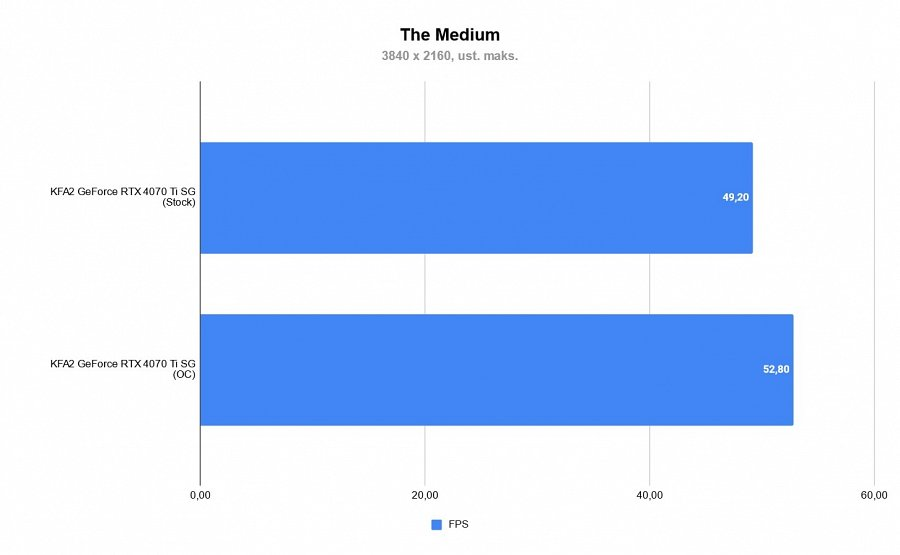 The Medium
3840 x 2160, ust. maks.
KFA2 GeForce RTX 4070 Ti SG
(Stock)
49,20
KFA2 GeForce RTX 4070 Ti SG
(OC)
52,80
0,00
20,00
40,00
60,00
FPS